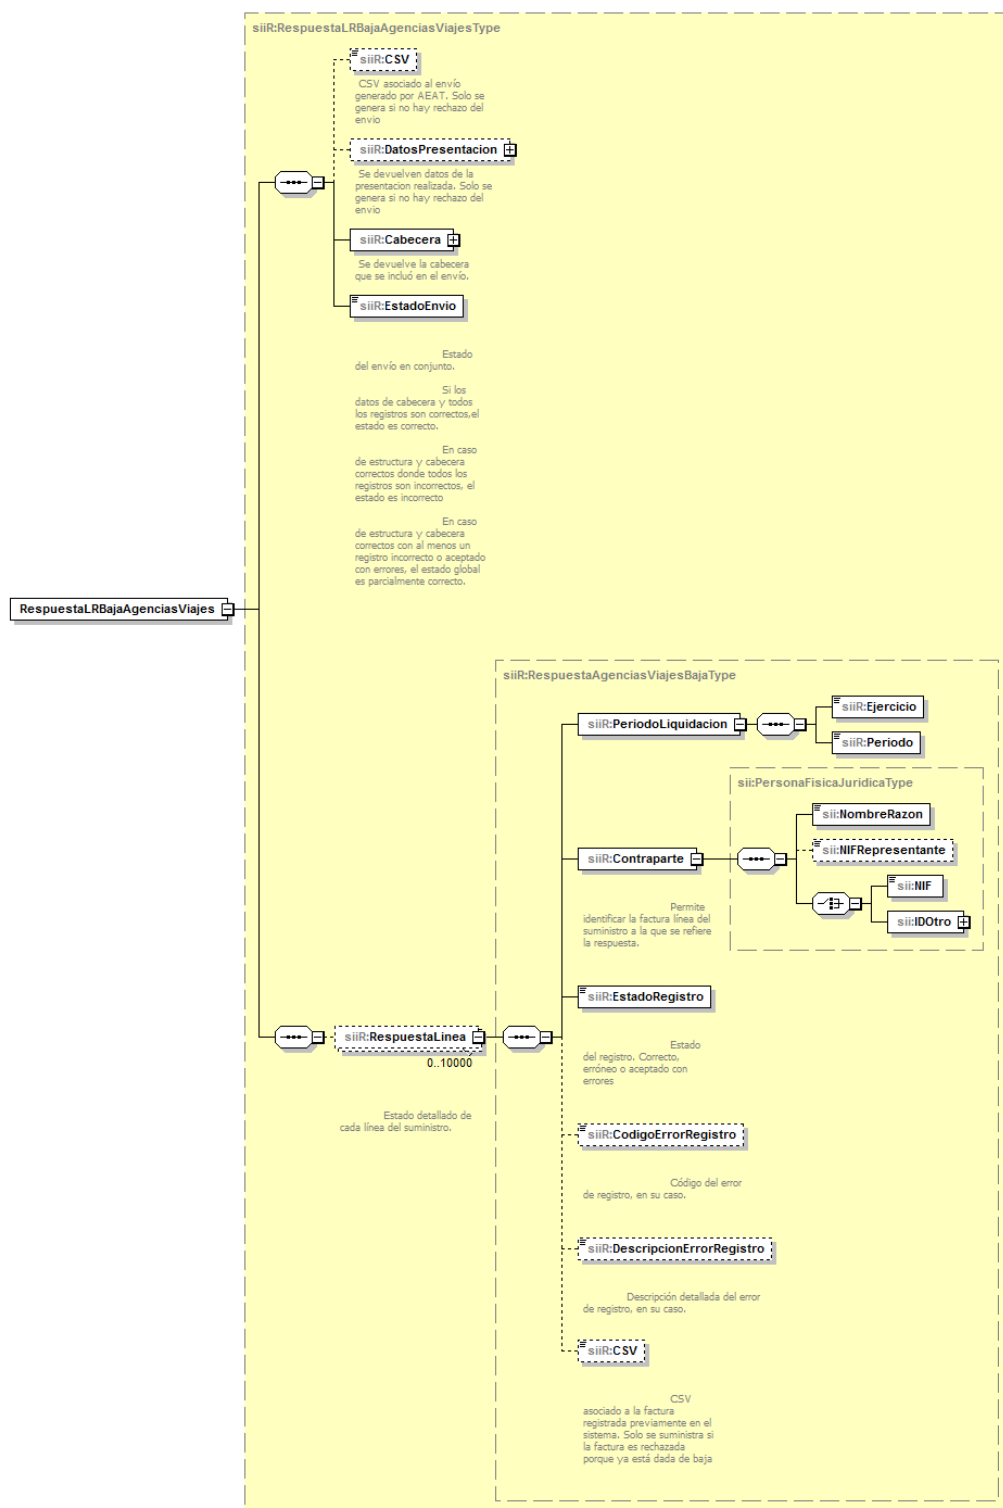 siiR:RespuestaLRBajaAgenciasViajesType
siiR:CSV
CSV asociado al envío
generado por AEAT. Solo se
genera si no hay rechazo del
envio
siiR:DatosPresentacion
Se devuelven datos de la
presentacion realizada. Solo se
genera si no hay rechazo del
envio
siiR:Cabecera
Se devuelve la cabecera
que se incluó en el envío.
siiR:EstadoEnvio
Estado
del envío en conjunto.
Si los
datos de cabecera y todos
los registros son correctos,el
estado es correcto.
En caso
de estructura y cabecera
correctos donde todos los
registros son incorrectos, el
estado es incorrecto
En caso
de estructura y cabecera
correctos con al menos un
registro incorrecto o aceptado
con errores, el estado global
es parcialmente correcto.
RespuestaLRBajaAgenciasViajes
siiR:RespuestaAgenciasViajesBajaType
siiR:PeriodoLiquidacion
siiR:Ejercicio
siiR:Periodo
sii:PersonaFisicaJuridicaType
sii:NombreRazon
sii:NIFRepresentante
siiR:Contraparte
sii:NIF
sii:IDOtro
Permite
identificar la factura línea del
suministro a la que se refiere
la respuesta.
siiR:EstadoRegistro
siiR:RespuestaLinea
0..10000
Estado
del registro. Correcto,
erróneo o aceptado con
errores
Estado detallado de
cada línea del suministro.
siiR:CodigoErrorRegistro
Código del error
de registro, en su caso.
siiR:DescripcionErrorRegistro
Descripción detallada del error
de registro, en su caso.
siiR:CSV
CSV
asociado a la factura
registrada previamente en el
sistema. Solo se suministra si
la factura es rechazada
porque ya está dada de baja